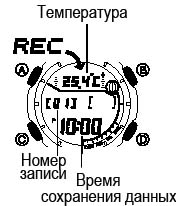 Температура
REC
A B
25,4°C
10:00
C D
Номер
записи
Время
сохранения данных